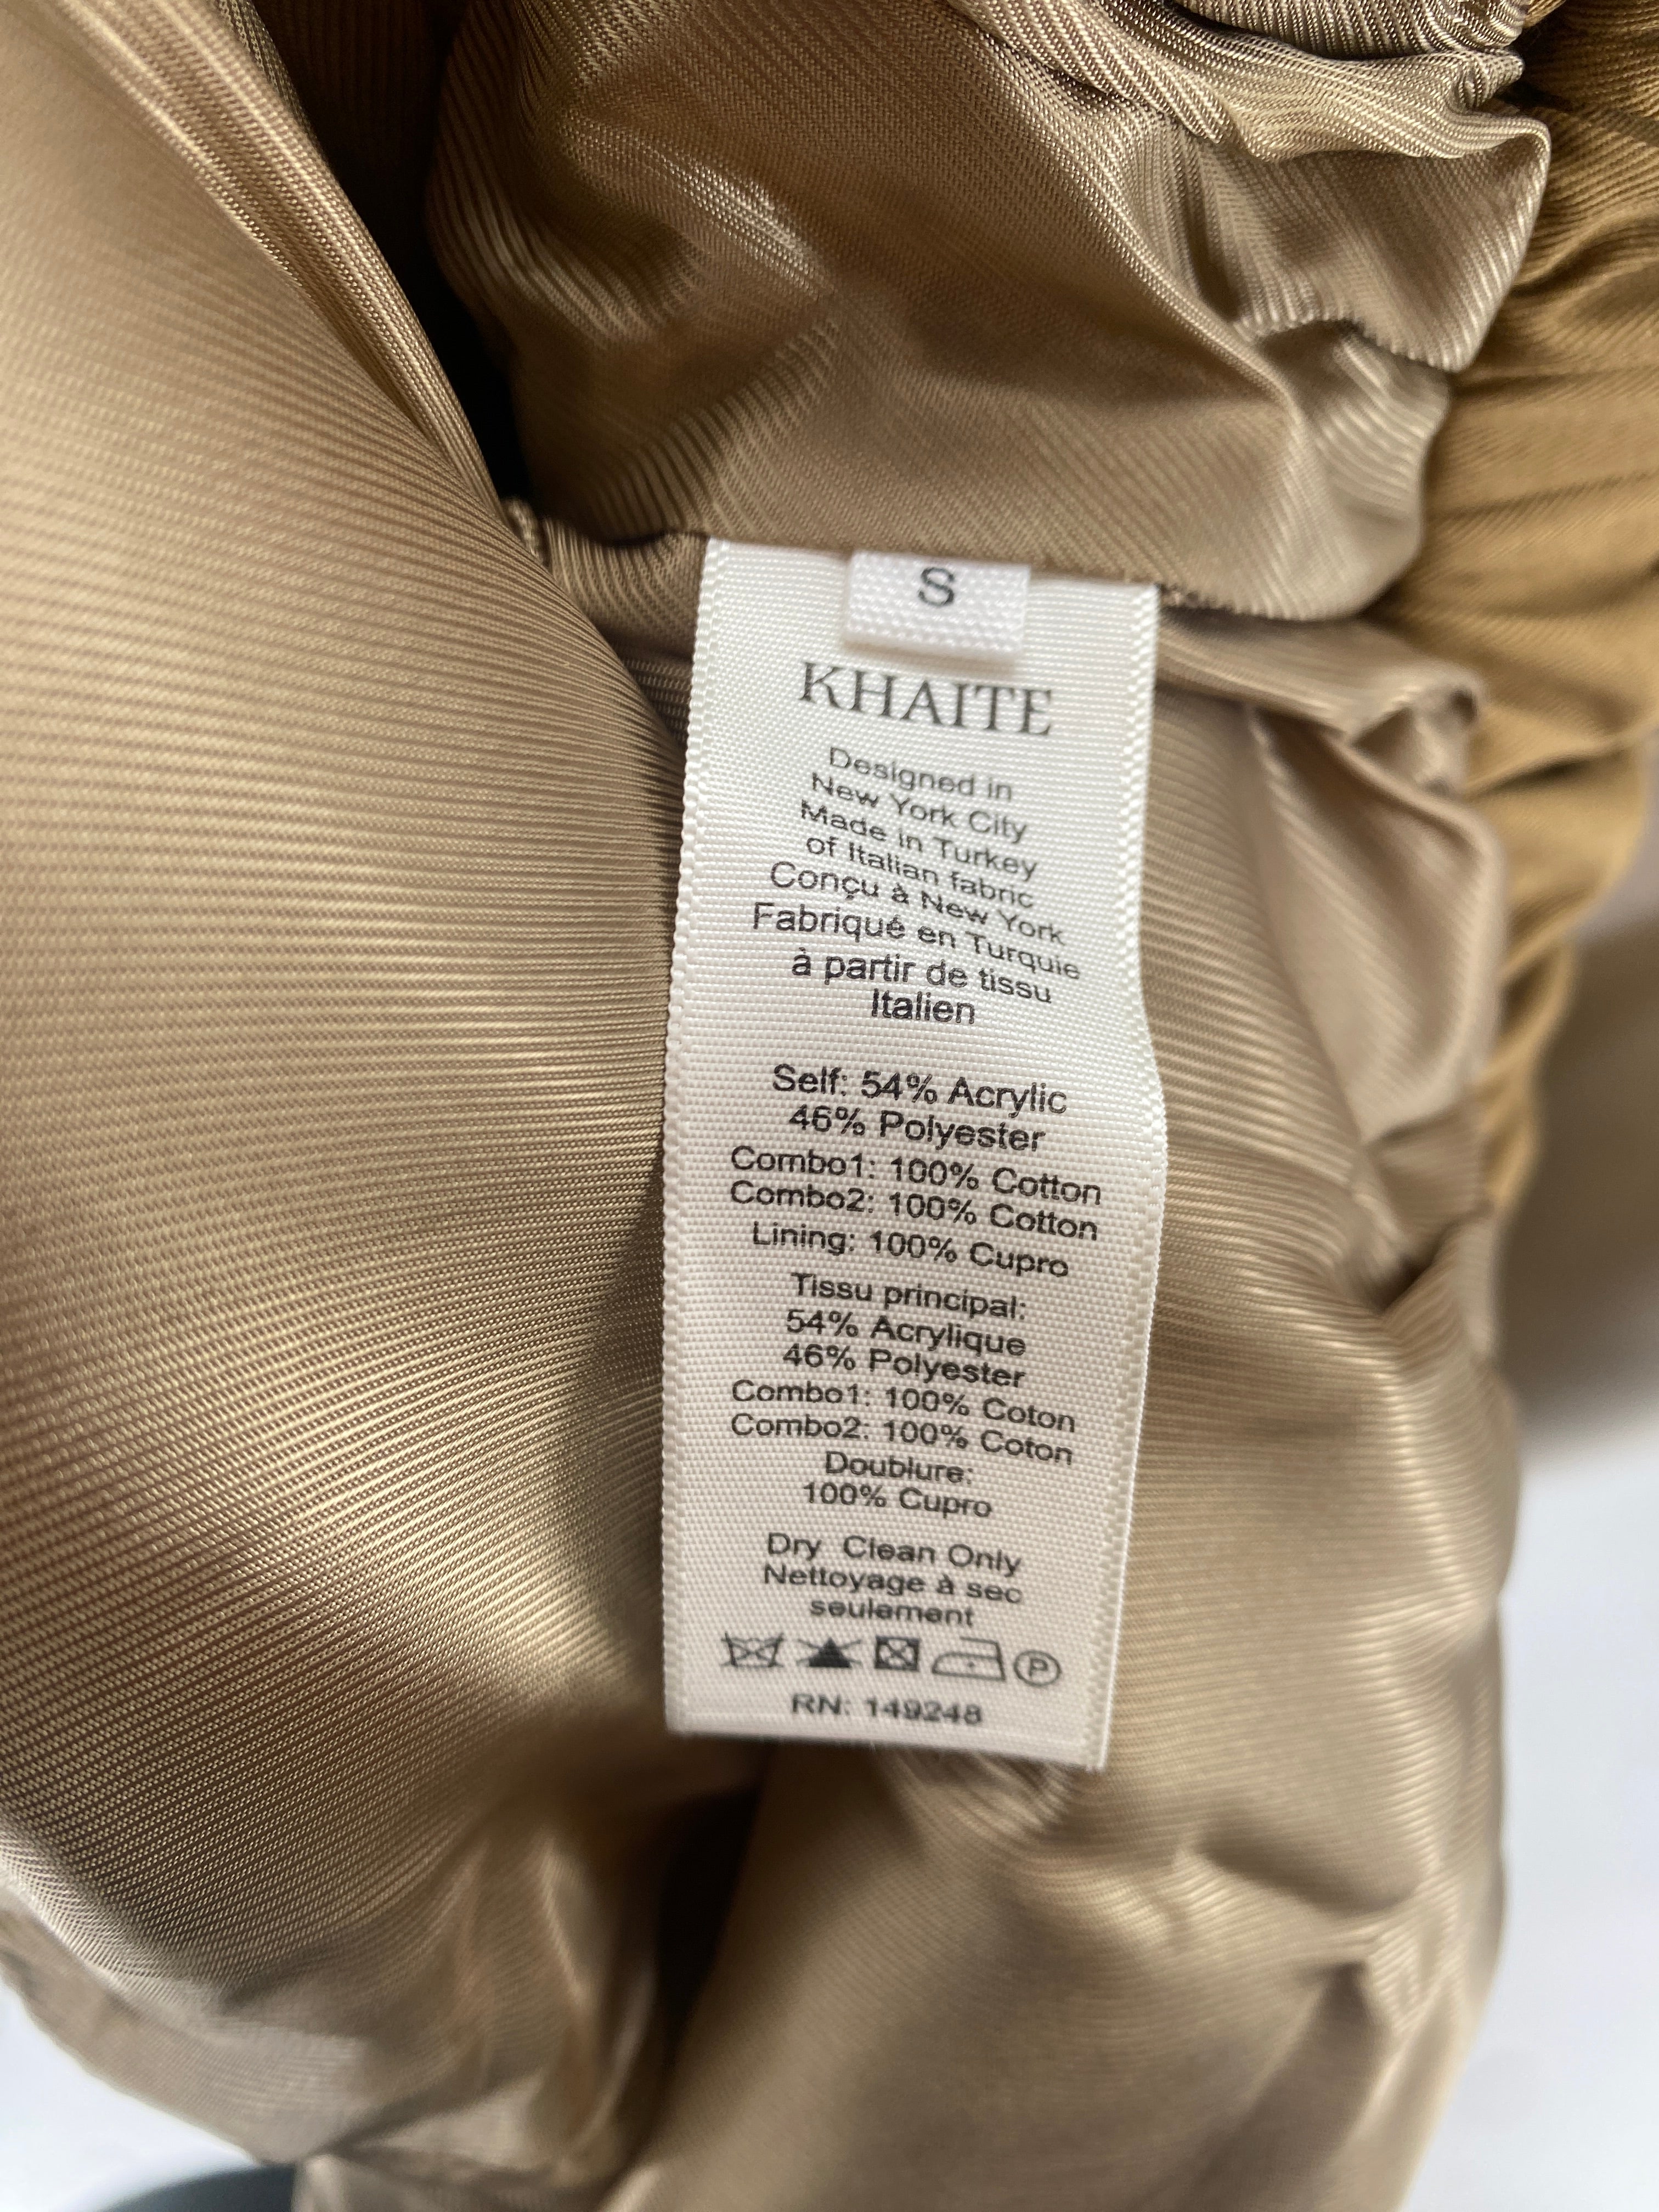 S
KHAITE
Designed in
New York City
Made in Turkey
of Italian fabric
Conçu à New York
Fabriqué en Turquie
à partir de tissu
Italien
Self: 54% Acrylic
46% Polyester
Combo1: 100% Cotton
Combo2: 100% Cotton
Lining: 100% Cupro
Tissu principal:
54% Acrylique
46% Polyester
Combo1: 100% Coton
Combo2: 100% Coton
Doublure:
100% Cupro
Dry Clean Only
Nettoyage à sec
seulement
P
RN: 149248